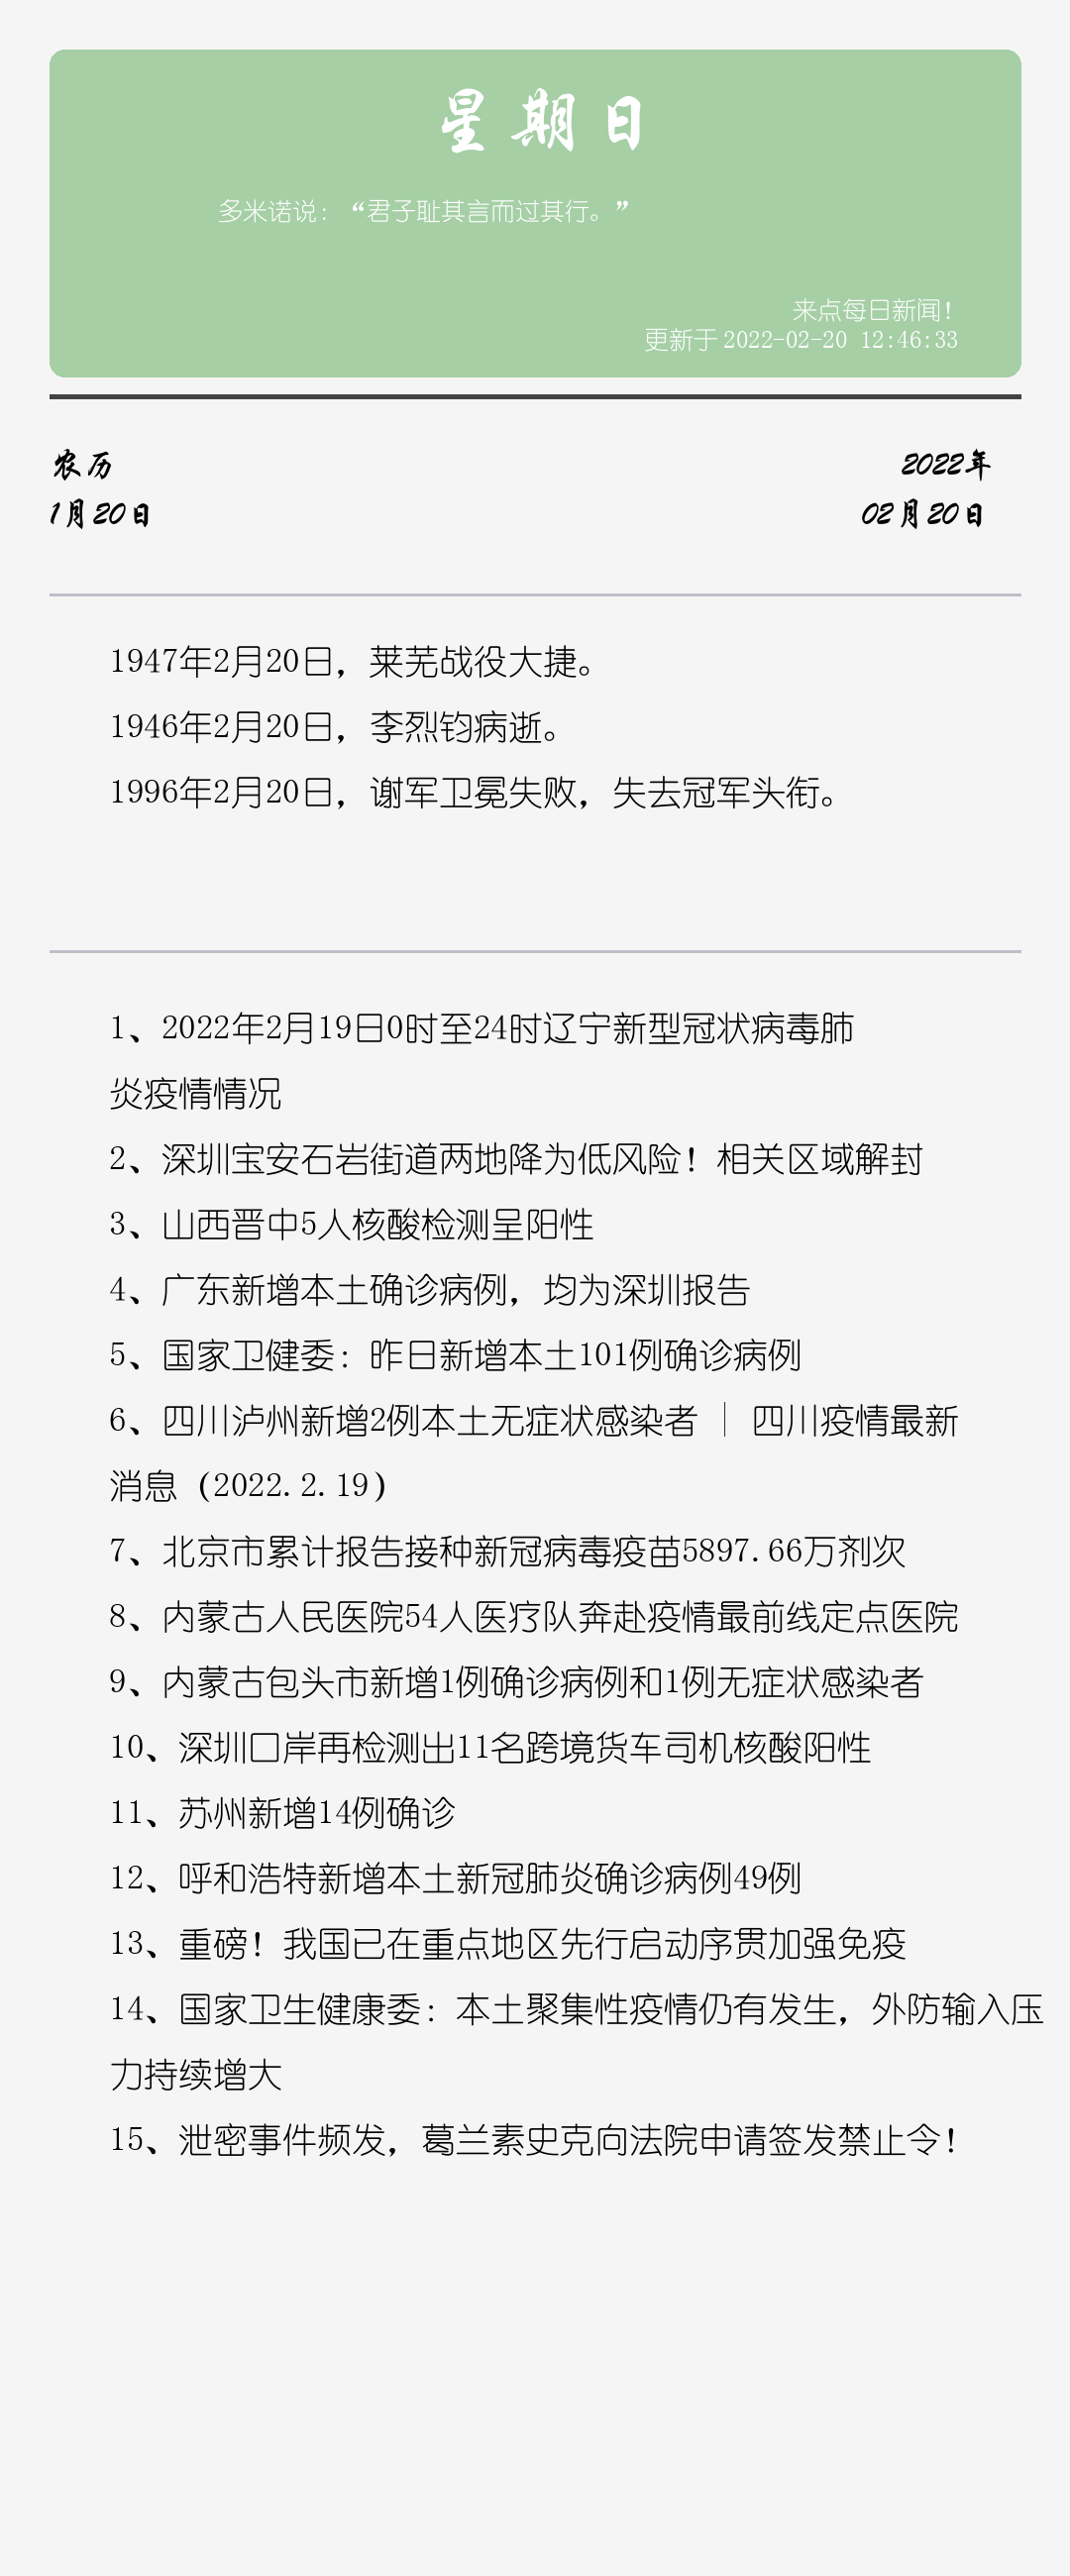 星期日
多米诺说：“君子耻其言而过其行。”
来点每日新闻！
更新于 2022-02-20 12:46:33
农历
2022年
1月20日
02月20日
1947年2月20日，莱芜战役大捷。
1946年2月20日，李烈钧病逝。
1996年2月20日，谢军卫冕失败，失去冠军头衔。
1、2022年2月19日0时至24时辽宁新型冠状病毒肺
炎疫情情况
2、深圳宝安石岩街道两地降为低风险！相关区域解封
3、山西晋中5人核酸检测呈阳性
4、广东新增本土确诊病例，均为深圳报告
5、国家卫健委：昨日新增本土101例确诊病例
6、四川泸州新增2例本土无症状感染者 | 四川疫情最新
消息（2022.2.19）
7、北京市累计报告接种新冠病毒疫苗5897.66万剂次
8、内蒙古人民医院54人医疗队奔赴疫情最前线定点医院
9、内蒙古包头市新增1例确诊病例和1例无症状感染者
10、深圳口岸再检测出11名跨境货车司机核酸阳性
11、苏州新增14例确诊
12、呼和浩特新增本土新冠肺炎确诊病例49例
13、重磅！我国已在重点地区先行启动序贯加强免疫
14、国家卫生健康委：本土聚集性疫情仍有发生，外防输入压
力持续增大
15、泄密事件频发，葛兰素史克向法院申请签发禁止令！